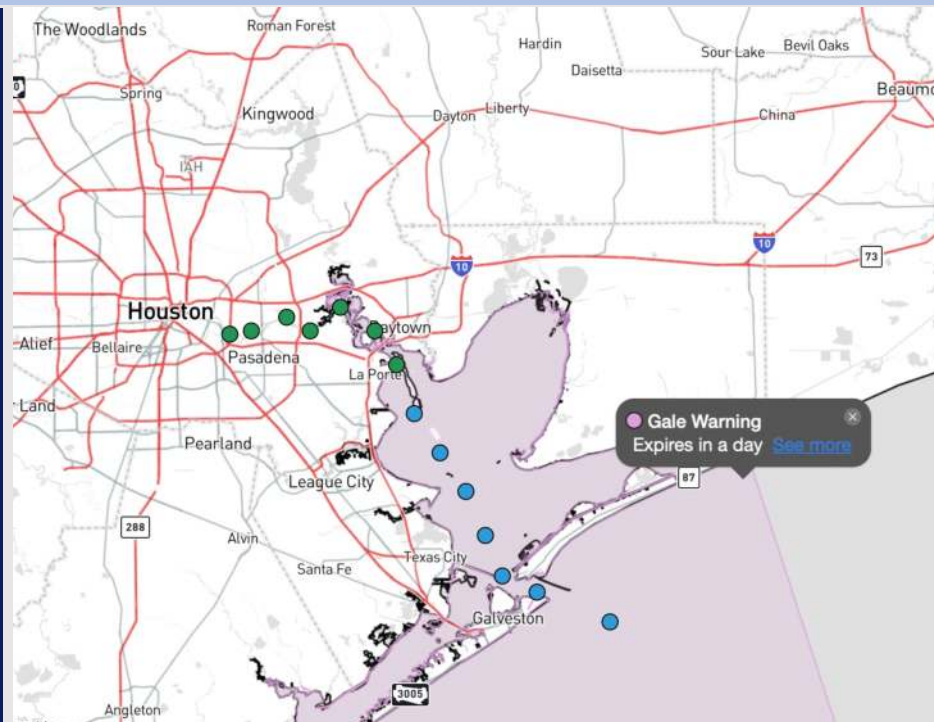 The Woodlands
Roman Forest
Hardin
Sour Lake
Bevil Oaks
Daisetta
Spring
Kingwood
Dayton
Liberty
China
Beaumo
IAH
10
10
73
Houston
Baytown
Alief
Bellaire
Pasadena
La Porte
Land
Pearland
Gale Warning
Expires in a day See more
87
League City
288
Alvin
Texas City
Santa Fe
Galveston
3005
Angleton